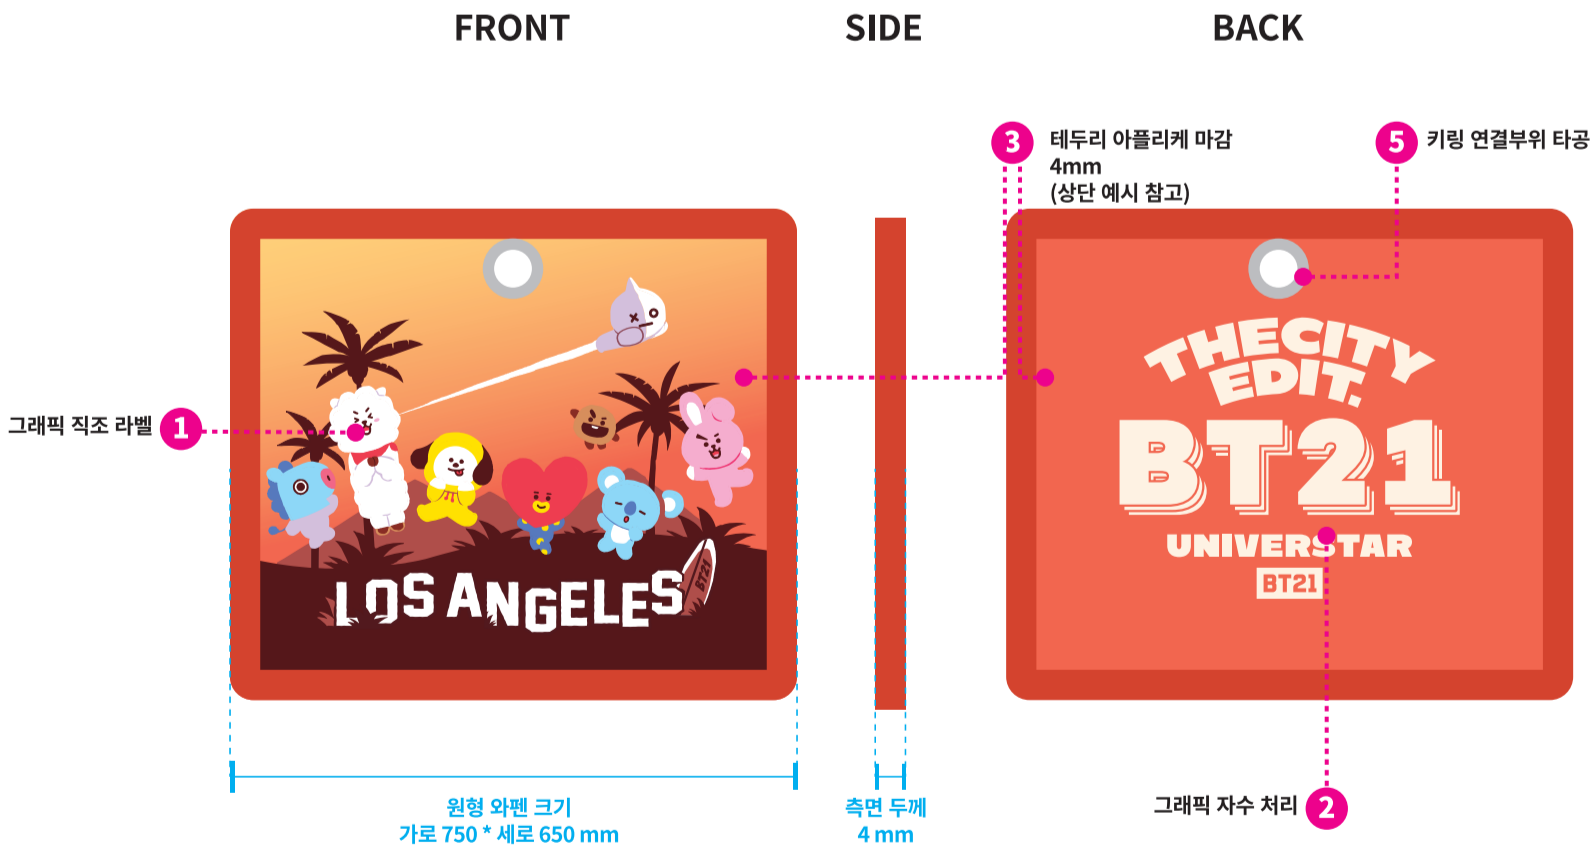 FRONT
SIDE
BACK
3
테두리 아플리케 마감
4mm
(상단 예시 참고)
5
키링 연결부위 타공
그래픽 직조 라벨
1
LOS ANGELES
BT21
THE CITY
EDIT.
BT21
UNIVERSTAR
BT21
원형 와펜 크기
가로 750 * 세로 650 mm
측면 두께
4 mm
그래픽 자수 처리
2